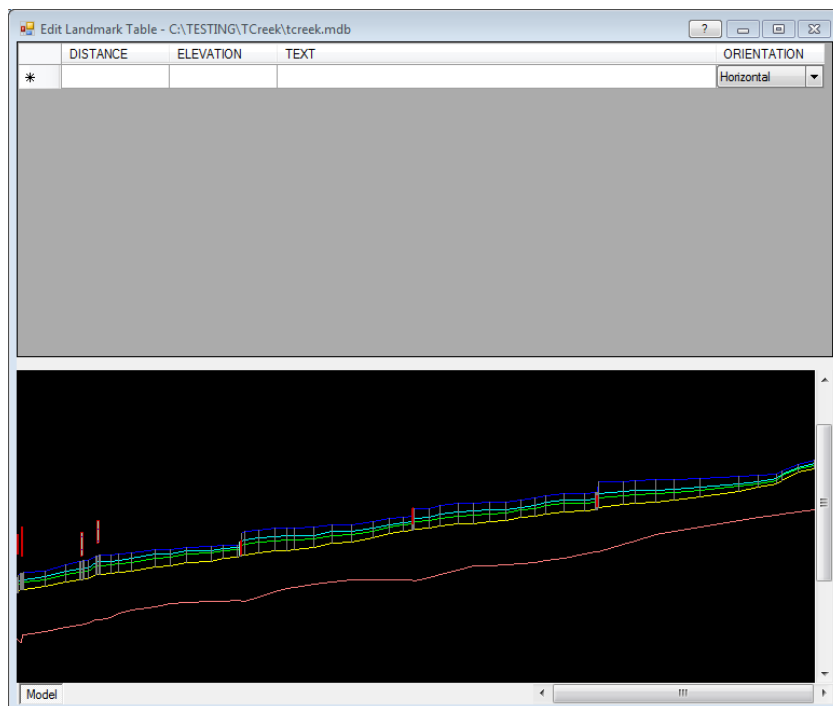 Edit Landmark Table - C:\TESTING\TCreek\tcreek.mdb
DISTANCE ELEVATION TEXT ORIENTATION
Horizontal
Model